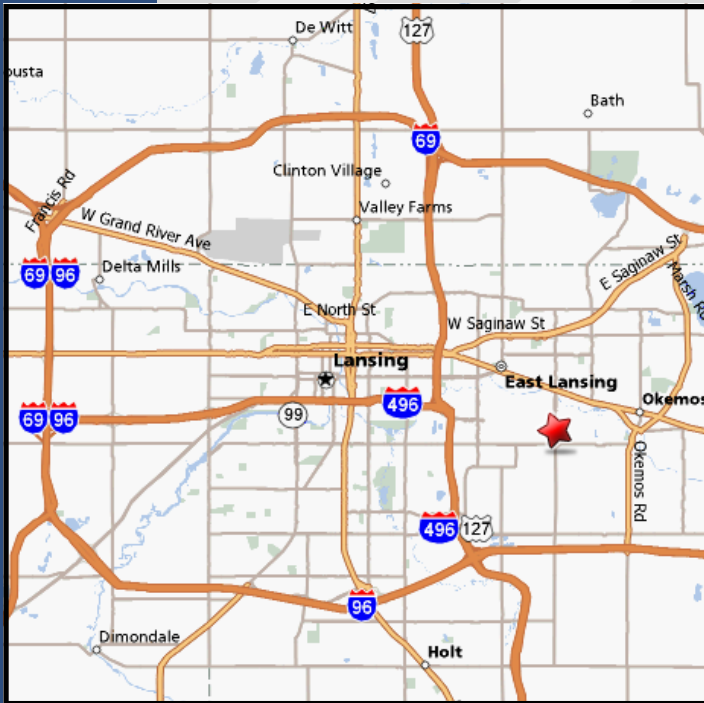 De Witt
127
ousta
Bath
69
Clinton Village
Francis Rd
Valley Farms
W Grand River Ave
E Saginaw St
69 96
Delta Mills
Marsh Rd
E North St
W Saginaw St
Lansing
East Lansing
496
Okemos
69 96
99
Okemos Rd
496
127
96
Dimondale
Holt